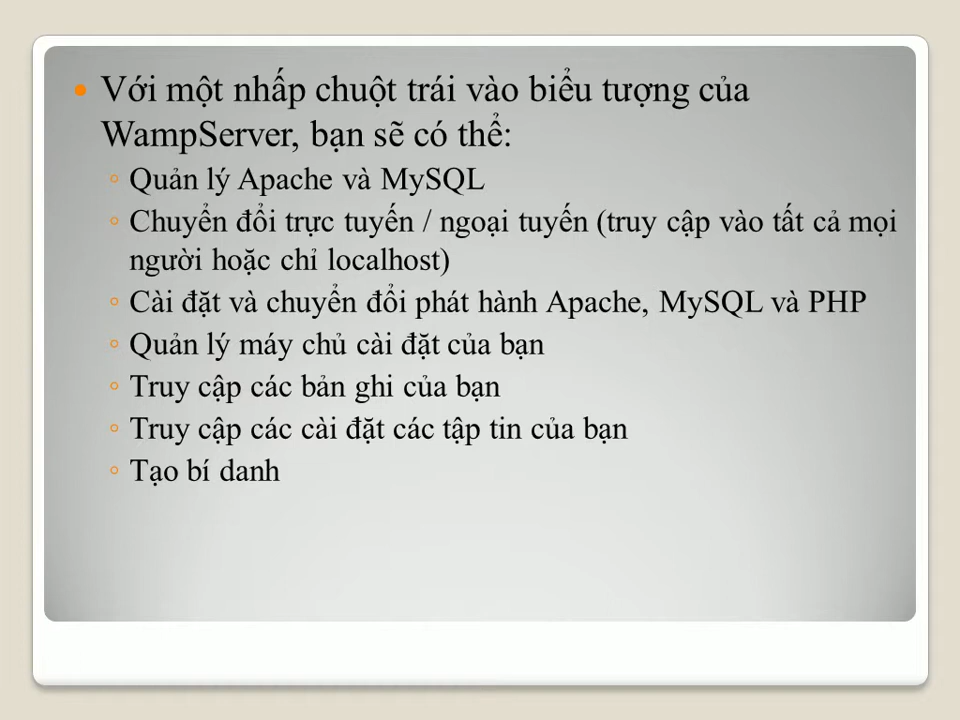 Với một nhấp chuột trái vào biểu tượng của
WampServer, bạn sẽ có thể:
Quản lý Apache và MySQL
Chuyển đổi trực tuyến / ngoại tuyến (truy cập vào tất cả mọi
người hoặc chỉ localhost)
Cài đặt và chuyển đổi phát hành Apache, MySQL và PHP
Quản lý máy chủ cài đặt của bạn
Truy cập các bản ghi của bạn
Truy cập các cài đặt các tập tin của bạn
Tạo bí danh